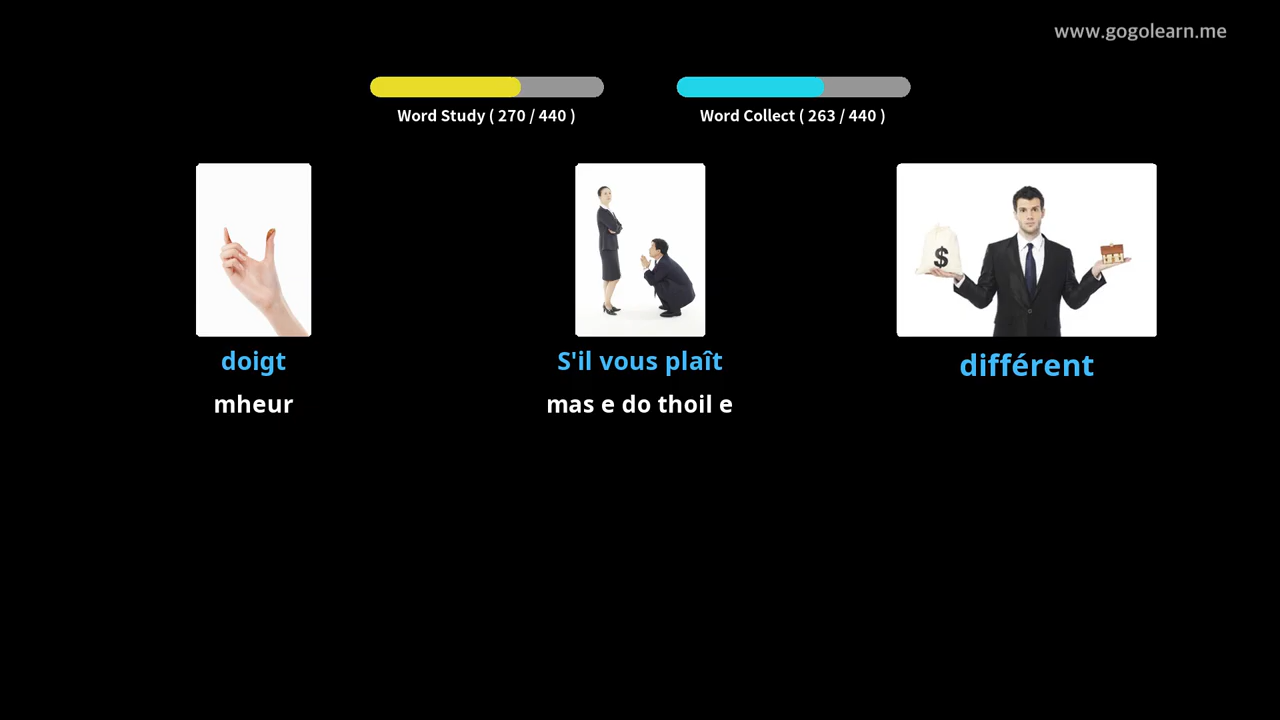 www.gogolearn.me
Word Study ( 270 / 440 )
Word Collect ( 263 / 440 )
$
doigt
mheur
S'il vous plaît
mas e do thoil e
différent